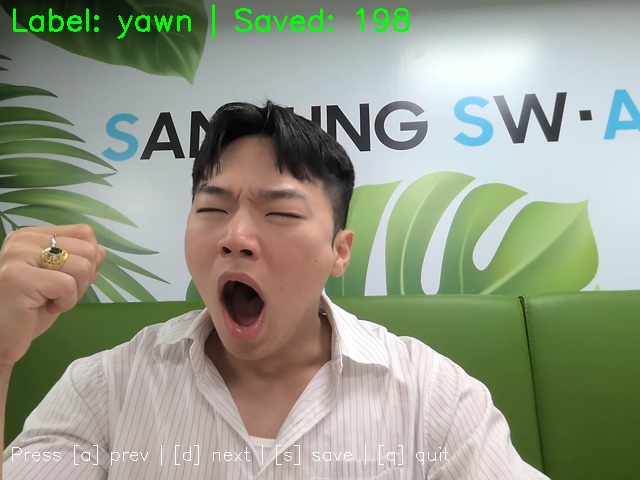 Label: yawn | Saved: 198
SAMSUNG SW·A
Press [a] prev | [d] next | [s] save | [q] quit